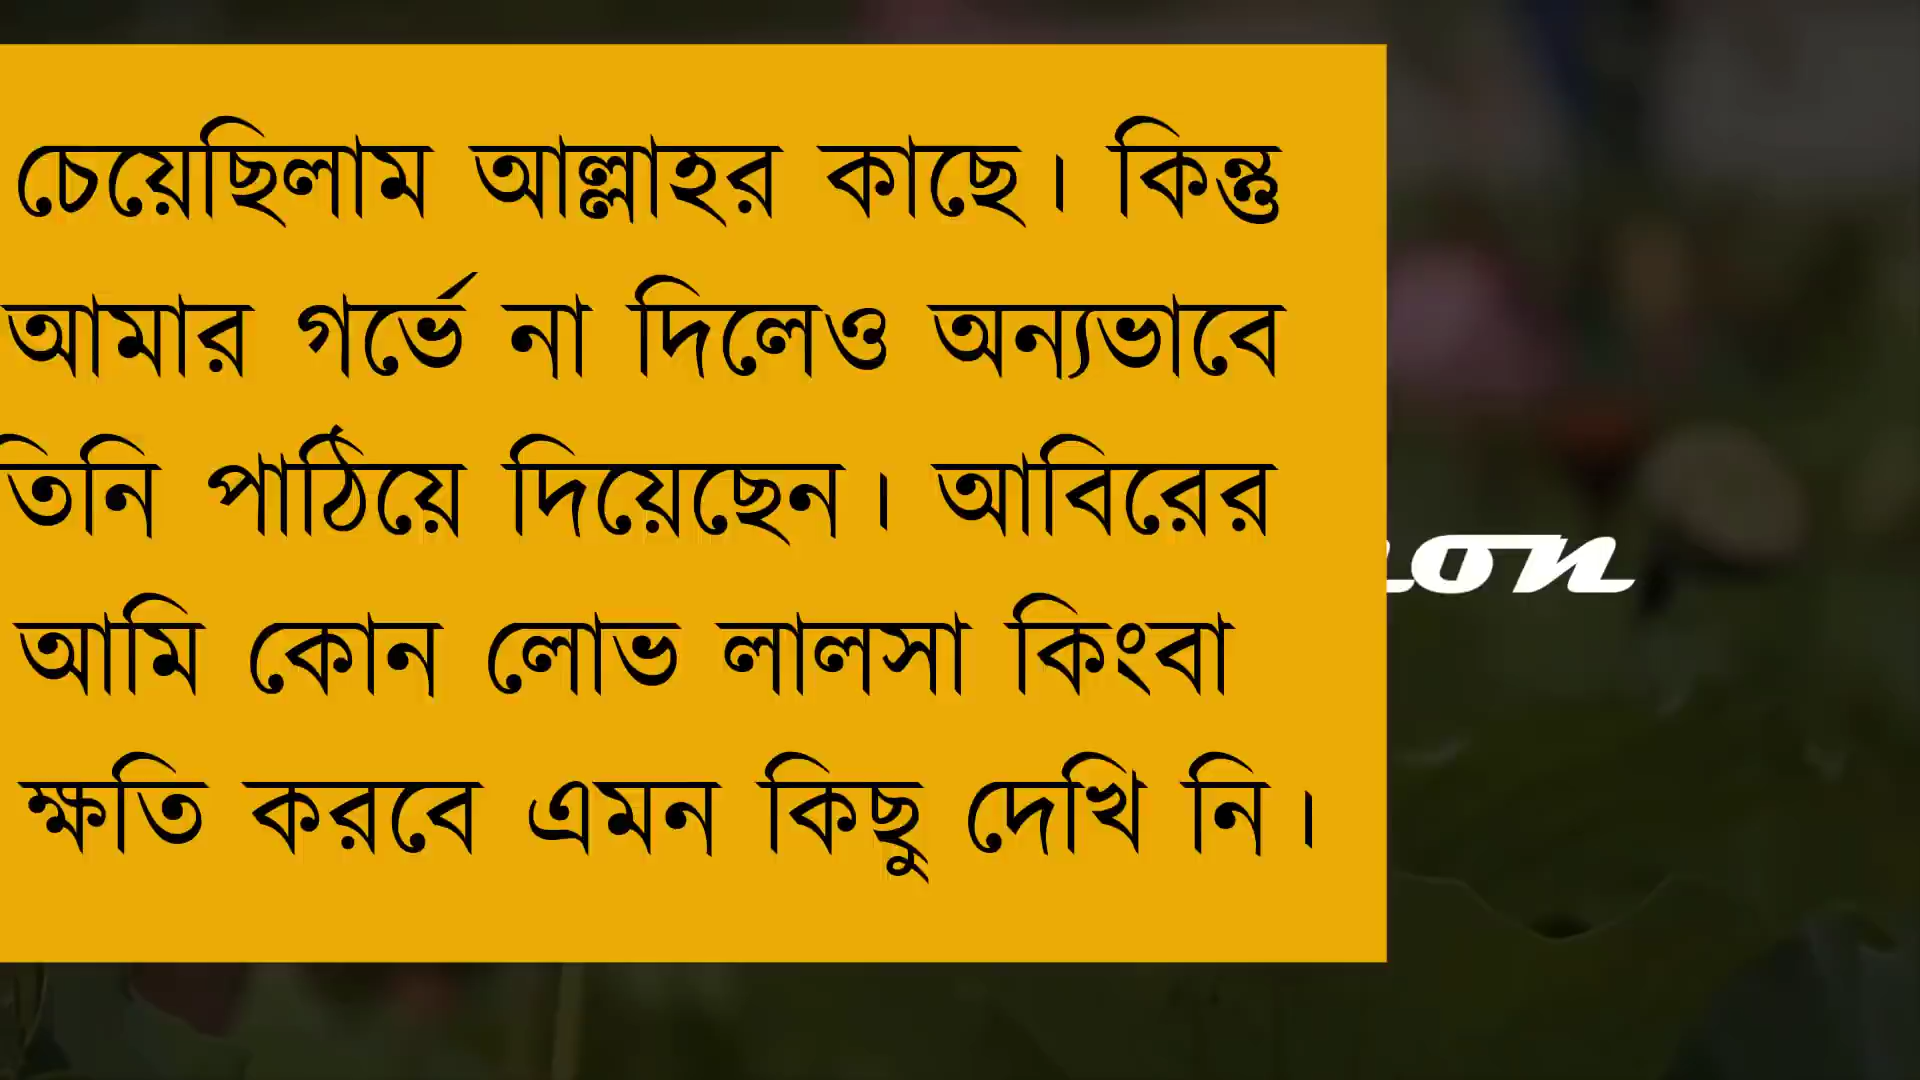 চেয়েছিলাম আল্লাহর কাছে। কিন্তু
আমার গর্ভে না দিলেও অন্যভাবে
তিনি পাঠিয়ে দিয়েছেন। আবিরের
আমি কোন লোভ লালসা কিংবা
ক্ষতি করবে এমন কিছু দেখি নি।